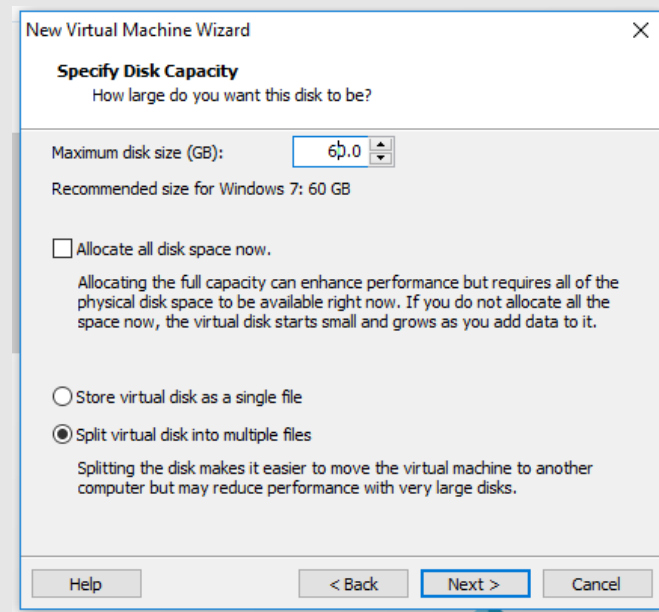 New Virtual Machine Wizard
Specify Disk Capacity
How large do you want this disk to be?
Maximum disk size (GB): 60.0
Recommended size for Windows 7: 60 GB
Allocate all disk space now.
Allocating the full capacity can enhance performance but requires all of the
physical disk space to be available right now. If you do not allocate all the
space now, the virtual disk starts small and grows as you add data to it.
Store virtual disk as a single file
Split virtual disk into multiple files
Splitting the disk makes it easier to move the virtual machine to another
computer but may reduce performance with very large disks.
Help < Back Next > Cancel